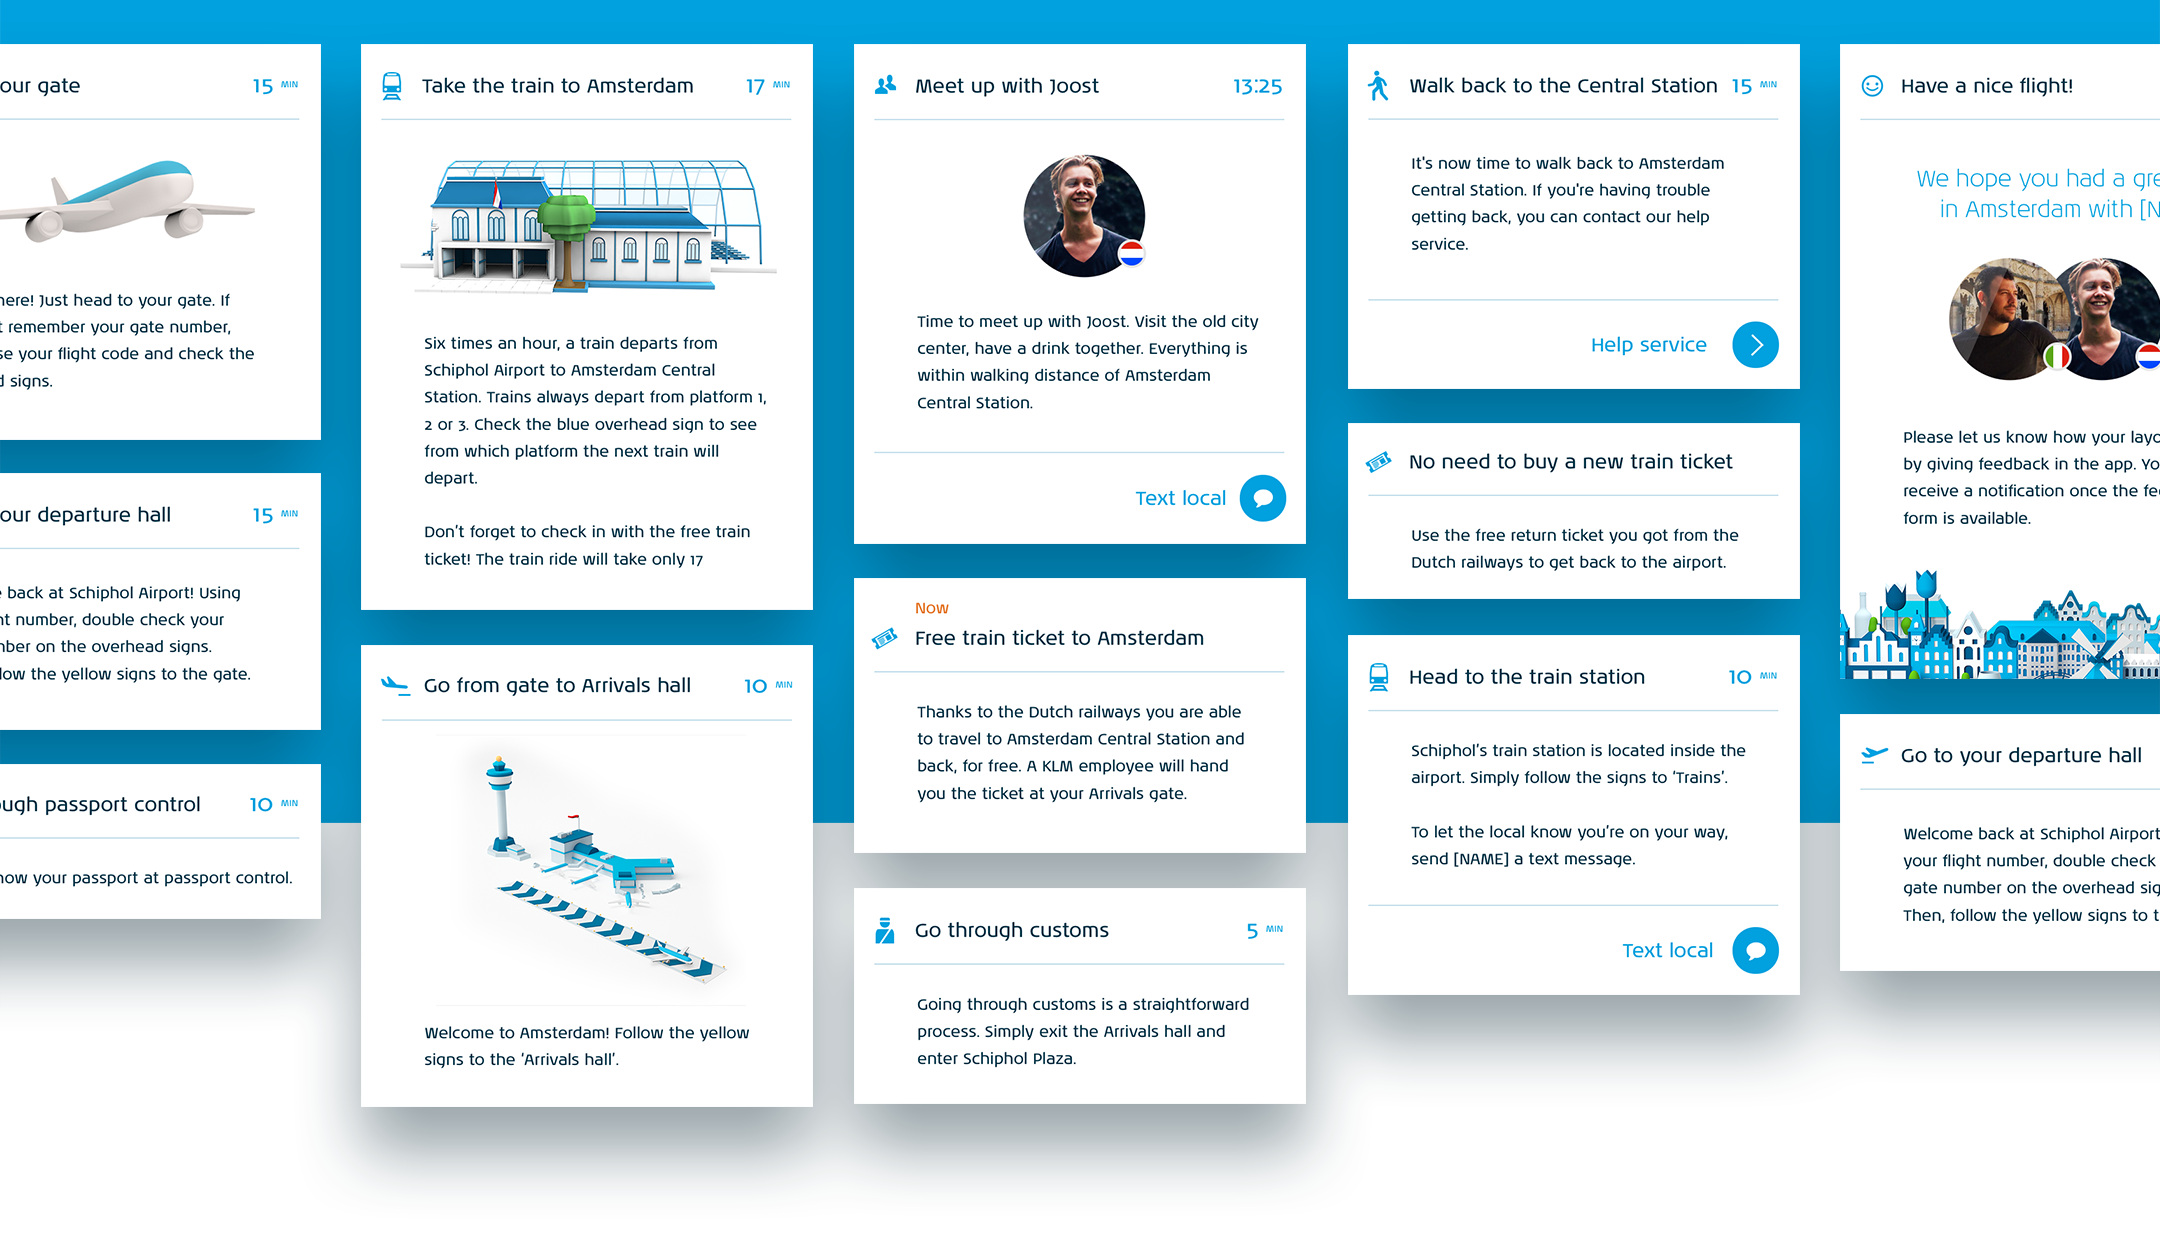 our gate
15 MIN
here! Just head to your gate. If
t remember your gate number,
se your flight code and check the
d signs.
our departure hall
15 MIN
e back at Schiphol Airport! Using
ht number, double check your
mber on the overhead signs.
low the yellow signs to the gate.
ough passport control
10 MIN
how your passport at passport control.
Take the train to Amsterdam
17 MIN
Six times an hour, a train departs from
Schiphol Airport to Amsterdam Central
Station. Trains always depart from platform 1,
2 or 3. Check the blue overhead sign to see
from which platform the next train will
depart.
Don't forget to check in with the free train
ticket! The train ride will take only 17
Go from gate to Arrivals hall
10 MIN
Welcome to Amsterdam! Follow the yellow
signs to the 'Arrivals hall'.
Meet up with Joost
13:25
Time to meet up with Joost. Visit the old city
center, have a drink together. Everything is
within walking distance of Amsterdam
Central Station.
Text local
Now
Free train ticket to Amsterdam
Thanks to the Dutch railways you are able
to travel to Amsterdam Central Station and
back, for free. A KLM employee will hand
you the ticket at your Arrivals gate.
Go through customs
5 MIN
Going through customs is a straightforward
process. Simply exit the Arrivals hall and
enter Schiphol Plaza.
Walk back to the Central Station
15 MIN
It's now time to walk back to Amsterdam
Central Station. If you're having trouble
getting back, you can contact our help
service.
Help service
No need to buy a new train ticket
Use the free return ticket you got from the
Dutch railways to get back to the airport.
Head to the train station
10 MIN
Schiphol's train station is located inside the
airport. Simply follow the signs to 'Trains'.
To let the local know you're on your way,
send [NAME] a text message.
Text local
Have a nice flight!
We hope you had a gre
in Amsterdam with [N
Please let us know how your layo
by giving feedback in the app. Yo
receive a notification once the fe
form is available.
Go to your departure hall
Welcome back at Schiphol Airport
your flight number, double check
gate number on the overhead sig
Then, follow the yellow signs to t